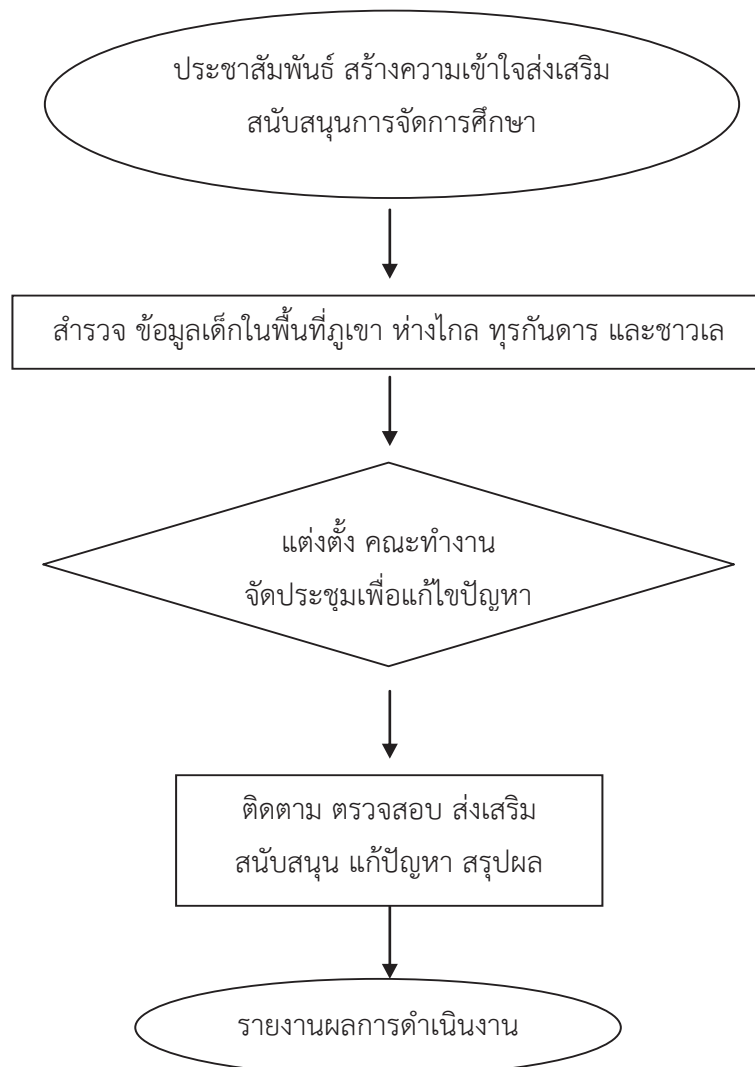 ประชาสัมพันธ์ สร้างความเข้าใจส่งเสริม
สนับสนุนการจัดการศึกษา
สำรวจ ข้อมูลเด็กในพื้นที่ภูเขา ห่างไกล ทุรกันดาร และชาวเล
แต่งตั้ง คณะทำงาน
จัดประชุมเพื่อแก้ไขปัญหา
ติดตาม ตรวจสอบ ส่งเสริม
สนับสนุน แก้ปัญหา สรุปผล
รายงานผลการดำเนินงาน